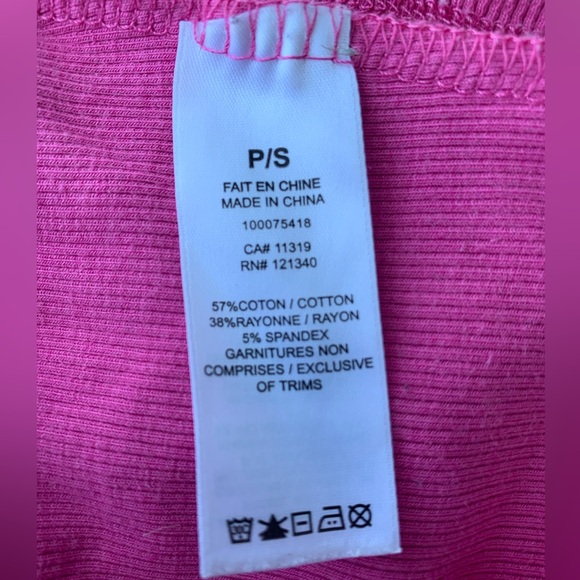 P/S
FAIT EN CHINE
MADE IN CHINA
100075418
CA# 11319
RN# 121340
57%COTON / COTTON
38%RAYONNE / RAYON
5% SPANDEX
GARNITURES NON
COMPRISES / EXCLUSIVE
OF TRIMS